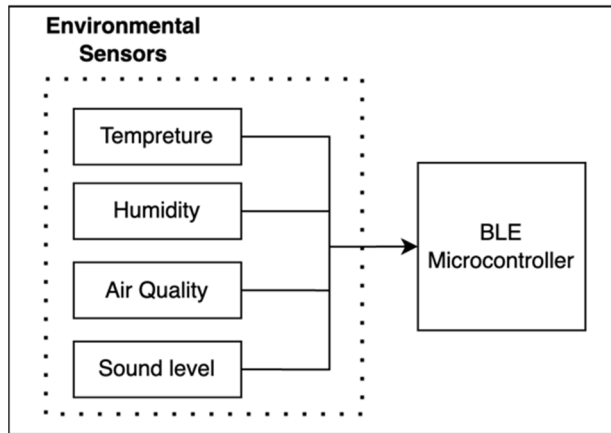 Environmental
Sensors
Tempreture
Humidity
Air Quality
Sound level
BLE
Microcontroller